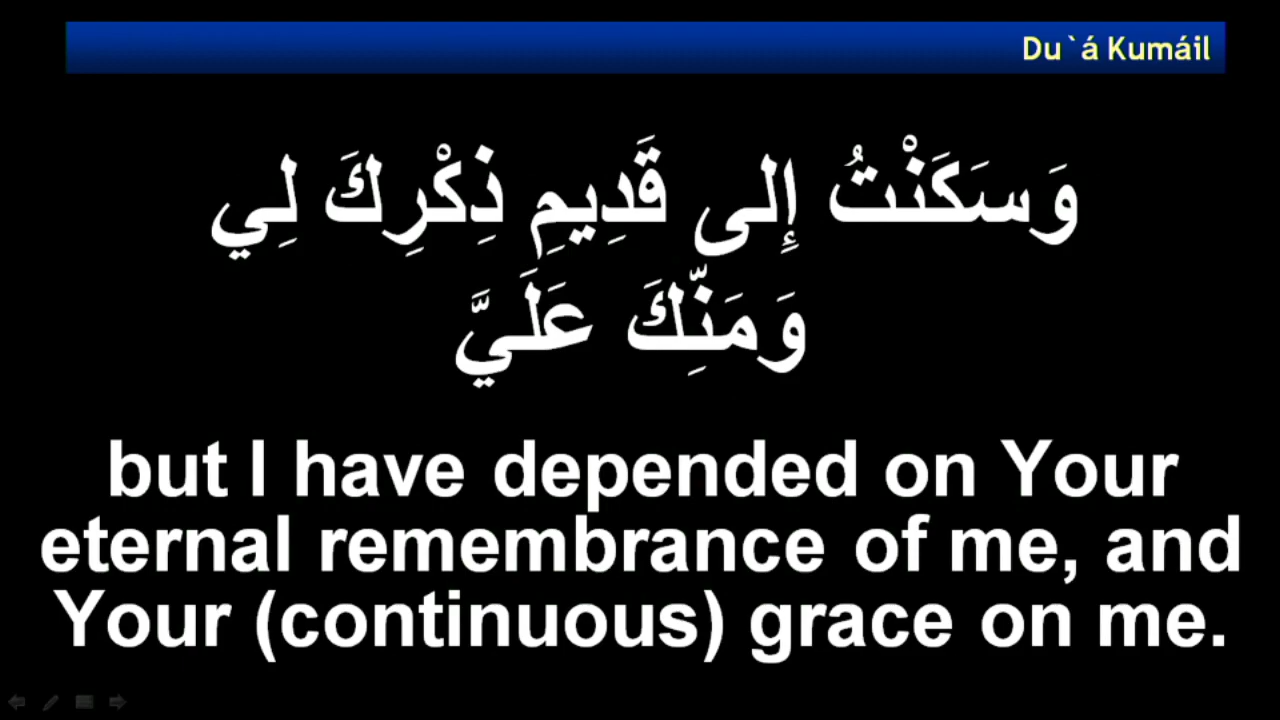 Du`á Kumáil
وَسَكَنْتُ إِلى قَدِيمِ ذِكْرِكَ لِي
وَمَنِّكَ عَلَيَّ
but I have depended on Your
eternal remembrance of me, and
Your (continuous) grace on me.